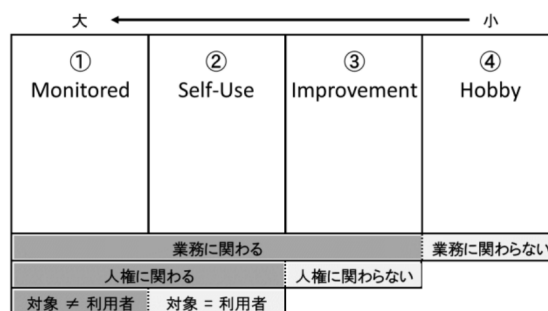 大 小
① ② ③ ④
Monitored Self-Use Improvement Hobby
業務に関わる 業務に関わらない
人権に関わる 人権に関わらない
対象 ≠ 利用者 対象 = 利用者